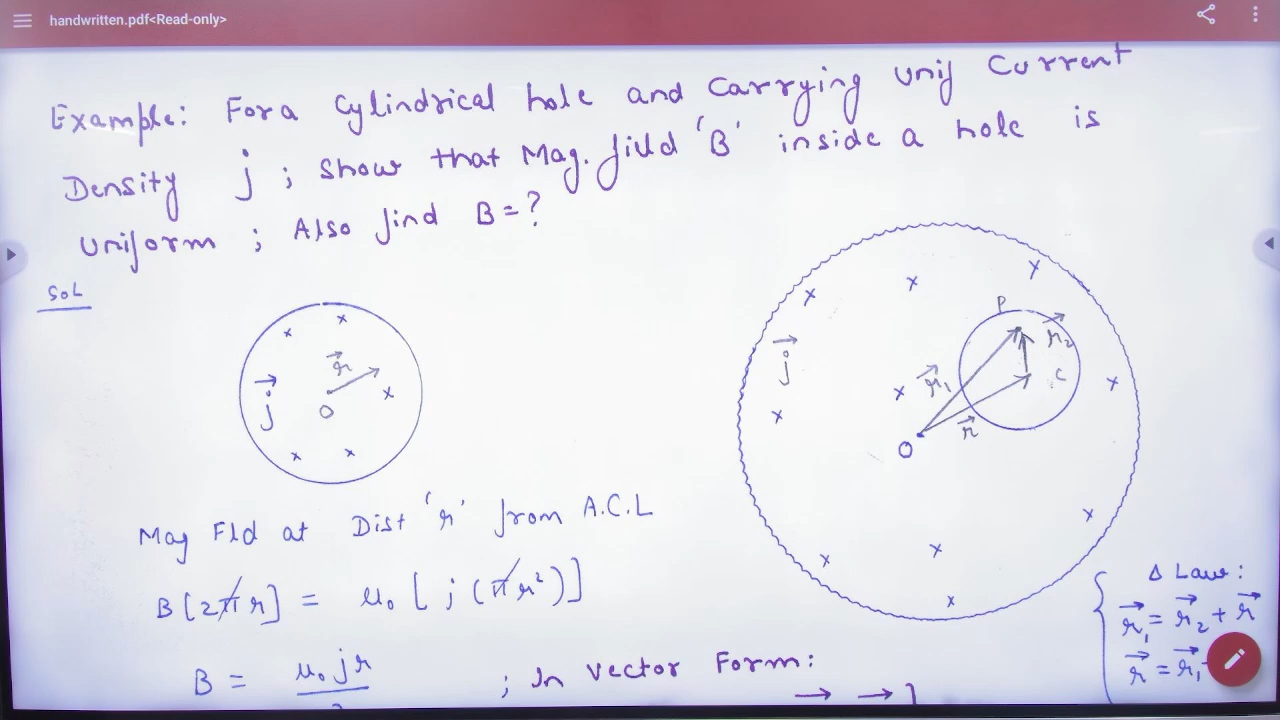 handwritten.pdf<Read-only>
Example: For a Cylindrical hole and Carrying Unif Current
Density j ; Show that Mag. field 'B' inside a hole is
Uniform ; Also find B = ?
SoL
x x
j r
O x
x x
x x x
P
j r₂
x r₁ C x
x r
O
x
x x
x
Mag Fld at Dist 'r' from A.C.L
B[2πr] = μ₀ [j(πr²)]
Δ Law:
r₁ = r₂ + r
r = r₁
B = μ₀jr ; In Vector Form: